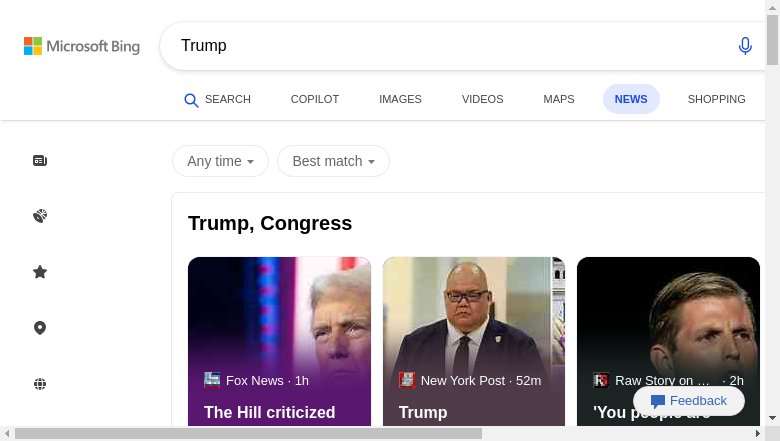 Microsoft Bing
Trump
SEARCH COPILOT IMAGES VIDEOS MAPS NEWS SHOPPING
Any time Best match
Trump, Congress
Fox News · 1h
The Hill criticized
New York Post · 52m
Trump
Raw Story on ... · 2h
'You people are
Feedback